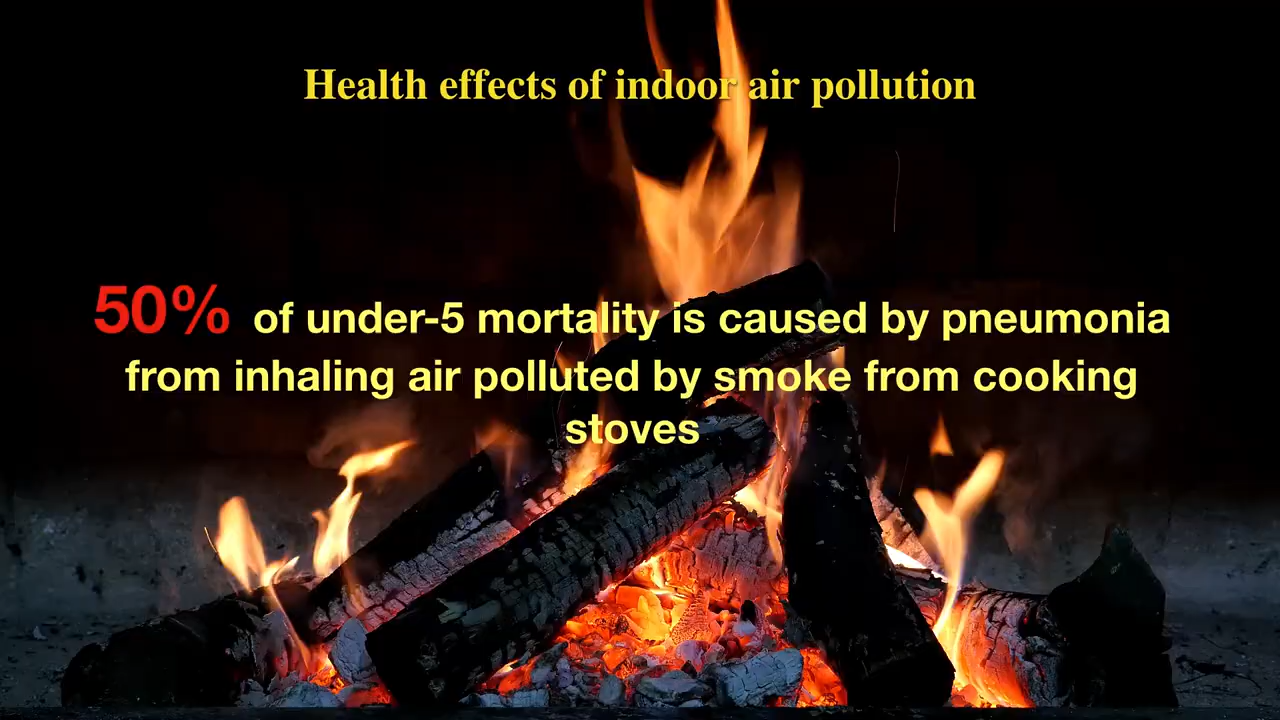 Health effects of indoor air pollution
50% of under-5 mortality is caused by pneumonia
from inhaling air polluted by smoke from cooking
stoves